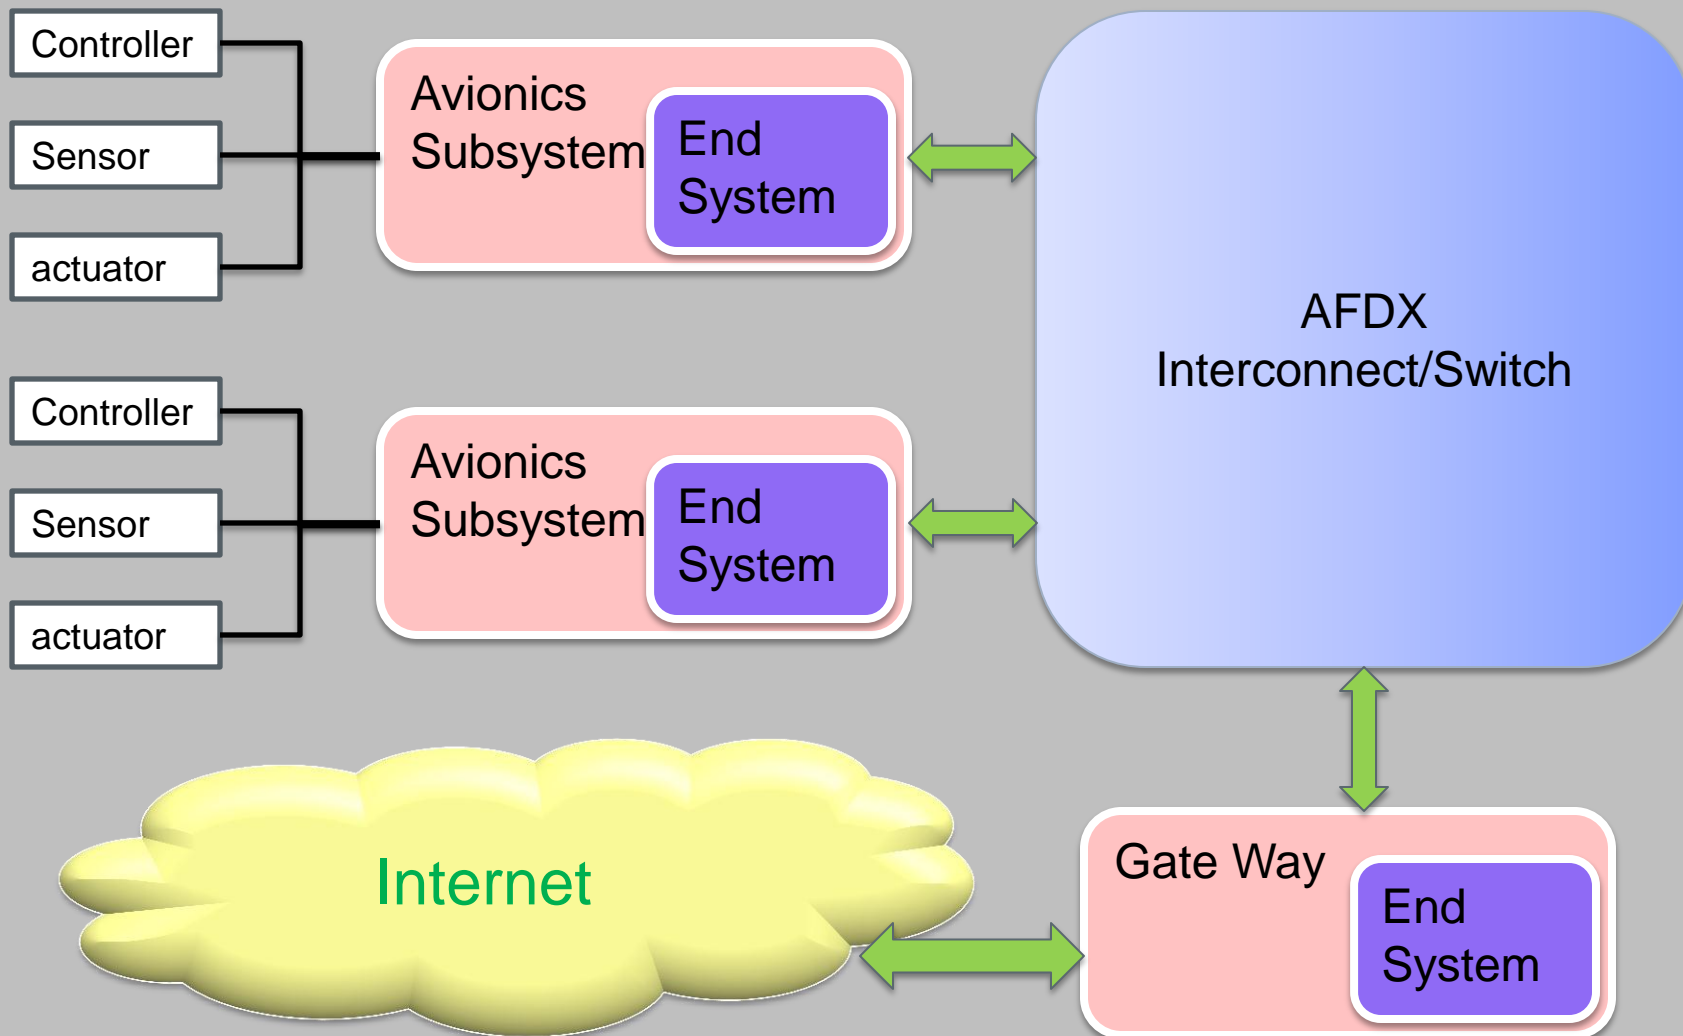 Controller
Sensor
actuator
Avionics
Subsystem
End
System
AFDX
Interconnect/Switch
Controller
Sensor
actuator
Avionics
Subsystem
End
System
Internet
Gate Way
End
System